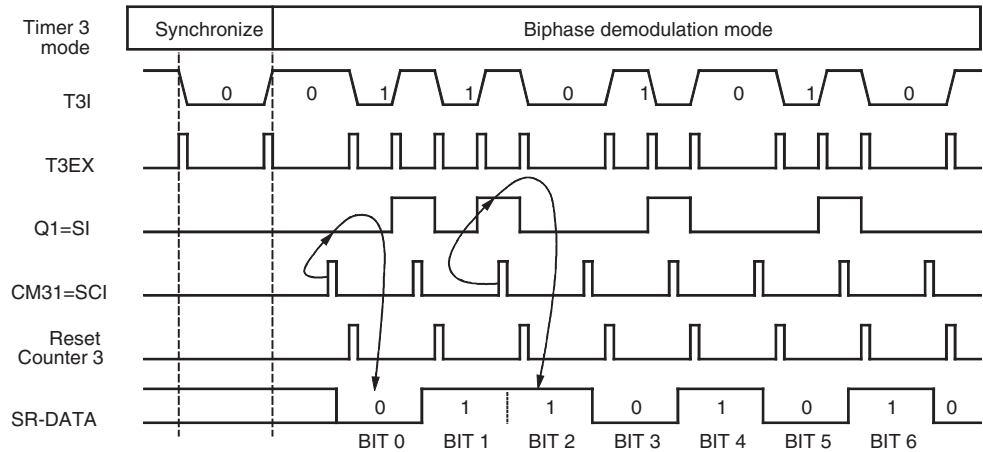 Timer 3
mode
Synchronize
Biphase demodulation mode
T3I
0 0 1 1 0 1 0 1 0
T3EX
Q1=SI
CM31=SCI
Reset
Counter 3
SR-DATA
0 1 1 0 1 0 1 0
BIT 0 BIT 1 BIT 2 BIT 3 BIT 4 BIT 5 BIT 6